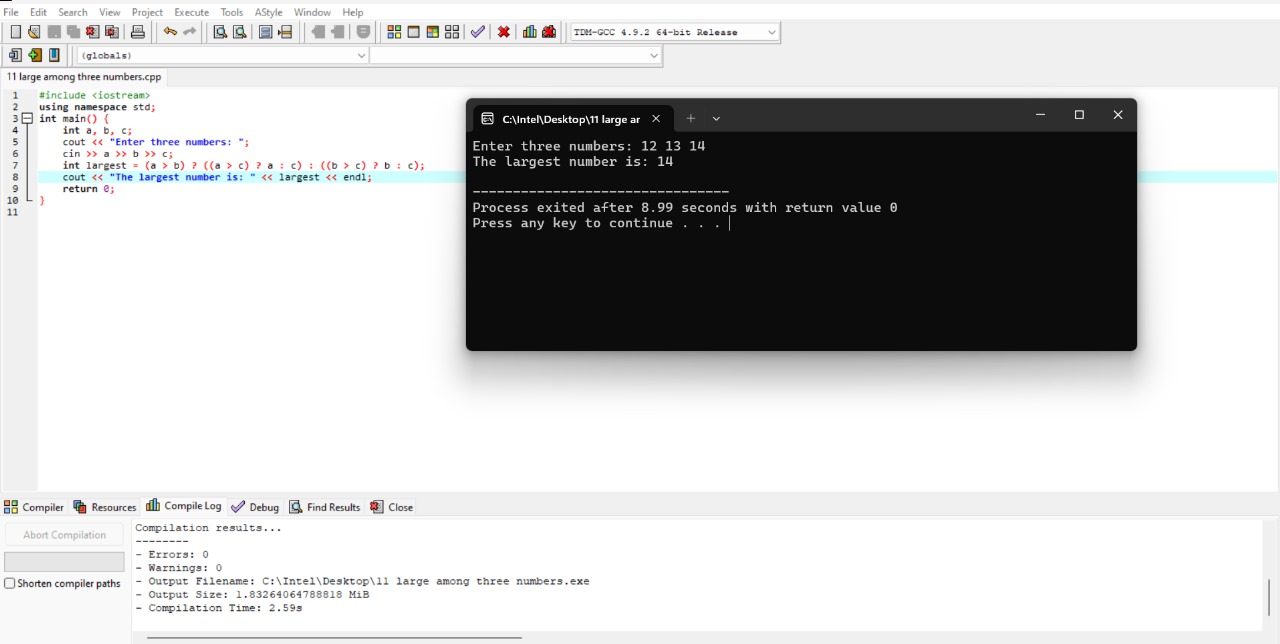 File Edit Search View Project Execute Tools AStyle Window Help
TDM-GCC 4.9.2 64-bit Release
(globals)
11 large among three numbers.cpp
1 #include <iostream>
2 using namespace std;
3 int main() {
4 int a, b, c;
5 cout << "Enter three numbers: ";
6 cin >> a >> b >> c;
7 int largest = (a > b) ? ((a > c) ? a : c) : ((b > c) ? b : c);
8 cout << "The largest number is: " << largest << endl;
9 return 0;
10 }
11
C:\Intel\Desktop\11 large ar
Enter three numbers: 12 13 14
The largest number is: 14
--------------------------------
Process exited after 8.99 seconds with return value 0
Press any key to continue . . .
Compiler Resources Compile Log Debug Find Results Close
Abort Compilation
Shorten compiler paths
Compilation results...
--------
- Errors: 0
- Warnings: 0
- Output Filename: C:\Intel\Desktop\11 large among three numbers.exe
- Output Size: 1.83264064788818 MiB
- Compilation Time: 2.59s